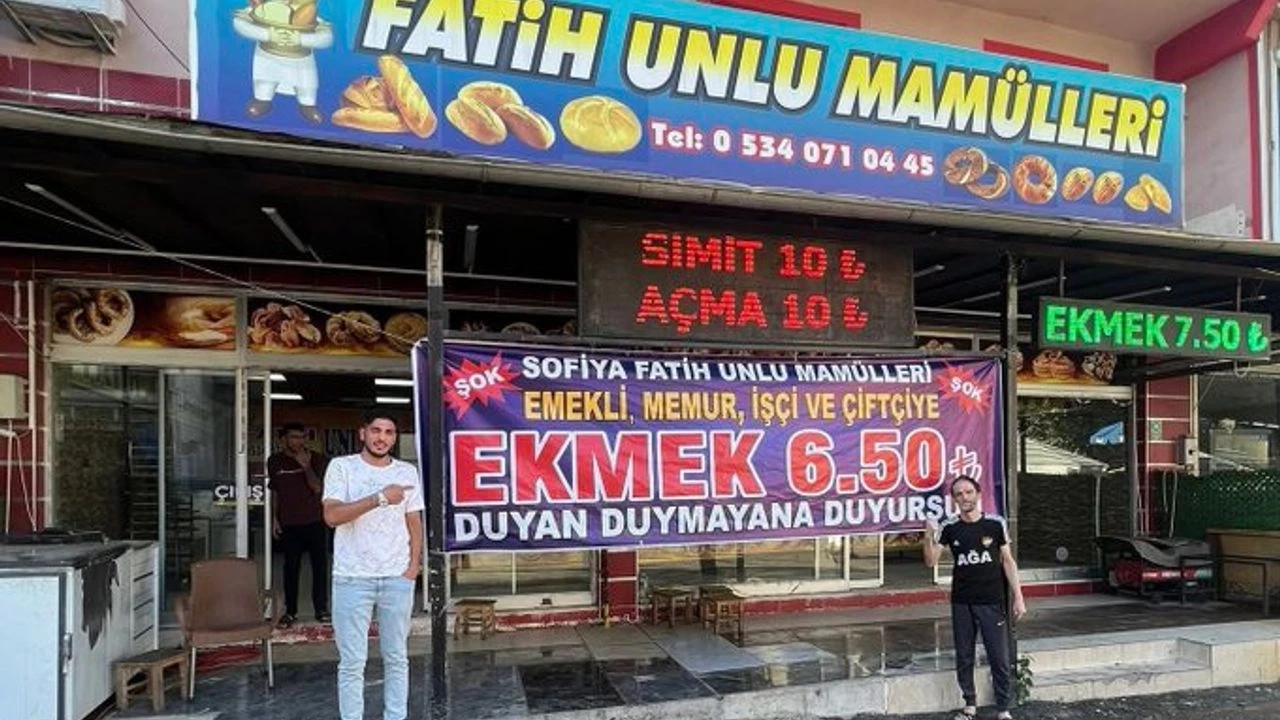 FATİH UNLU MAMÜLLERİ
Tel: 0 534 071 04 45
SİMİT 10 ₺
AÇMA 10 ₺
EKMEK 7.50 ₺
ŞOK
SOFİYA FATİH UNLU MAMÜLLERİ
ŞOK
EMEKLİ, MEMUR, İŞÇİ VE ÇİFTÇİYE
EKMEK 6.50 ₺
DUYAN DUYMAYANA DUYURSU
AĞA